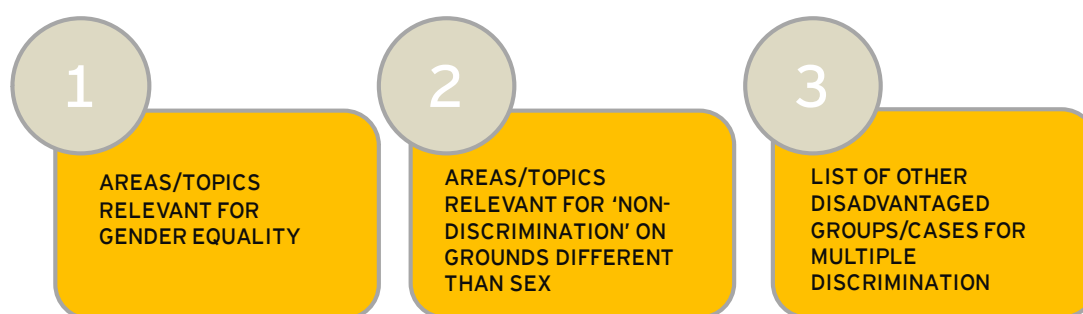 1
AREAS/TOPICS
RELEVANT FOR
GENDER EQUALITY
2
AREAS/TOPICS
RELEVANT FOR ‘NON-
DISCRIMINATION’ ON
GROUNDS DIFFERENT
THAN SEX
3
LIST OF OTHER
DISADVANTAGED
GROUPS/CASES FOR
MULTIPLE
DISCRIMINATION